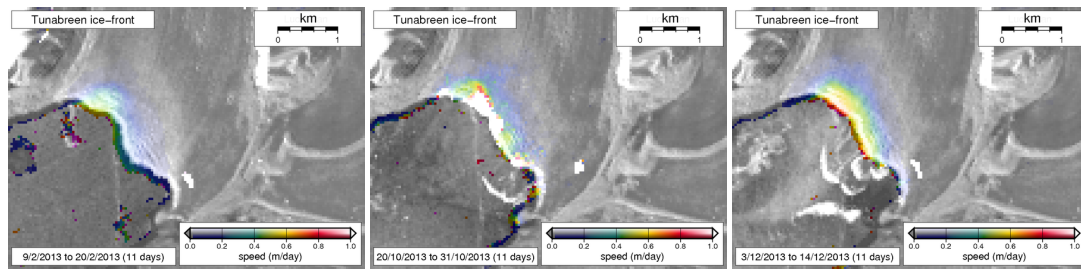 Tunabreen ice-front
km
0 1
0.0 0.2 0.4 0.6 0.8 1.0
9/2/2013 to 20/2/2013 (11 days)
speed (m/day)
Tunabreen ice-front
km
0 1
0.0 0.2 0.4 0.6 0.8 1.0
20/10/2013 to 31/10/2013 (11 days)
speed (m/day)
Tunabreen ice-front
km
0 1
0.0 0.2 0.4 0.6 0.8 1.0
3/12/2013 to 14/12/2013 (11 days)
speed (m/day)